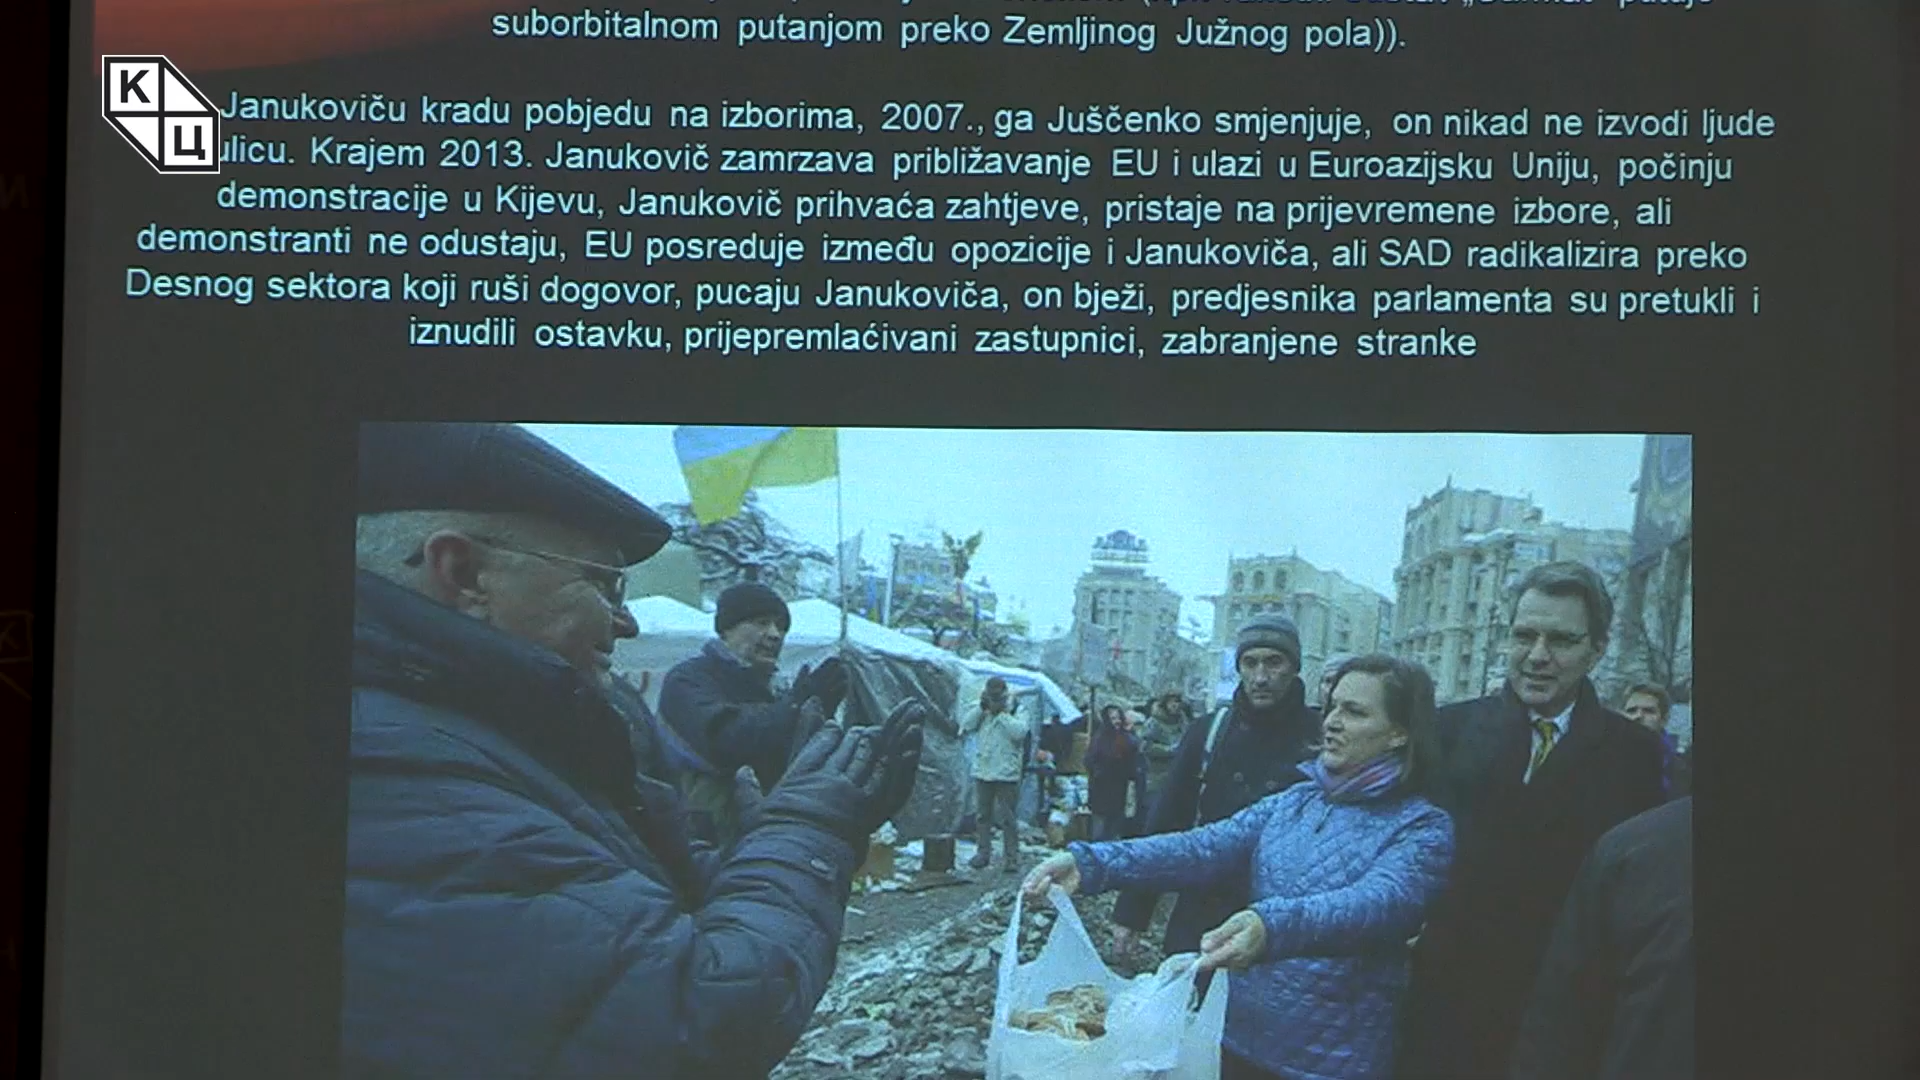 suborbitalnom putanjom preko Zemljinog Južnog pola)).
Janukoviču kradu pobjedu na izborima, 2007., ga Juščenko smjenjuje, on nikad ne izvodi ljude
ulicu. Krajem 2013. Janukovič zamrzava približavanje EU i ulazi u Euroazijsku Uniju, počinju
demonstracije u Kijevu, Janukovič prihvaća zahtjeve, pristaje na prijevremene izbore, ali
demonstranti ne odustaju, EU posreduje između opozicije i Janukoviča, ali SAD radikalizira preko
Desnog sektora koji ruši dogovor, pucaju Janukoviča, on bježi, predjesnika parlamenta su pretukli i
iznudili ostavku, prijepremlaćivani zastupnici, zabranjene stranke
К
Ц